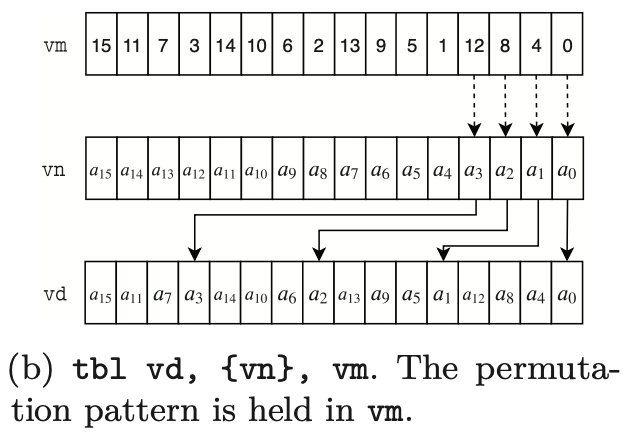 vm 15 11 7 3 14 10 6 2 13 9 5 1 12 8 4 0
vn a₁₅ a₁₄ a₁₃ a₁₂ a₁₁ a₁₀ a₉ a₈ a₇ a₆ a₅ a₄ a₃ a₂ a₁ a₀
vd a₁₅ a₁₁ a₇ a₃ a₁₄ a₁₀ a₆ a₂ a₁₃ a₉ a₅ a₁ a₁₂ a₈ a₄ a₀
(b) tbl vd, {vn}, vm. The permuta-
tion pattern is held in vm.